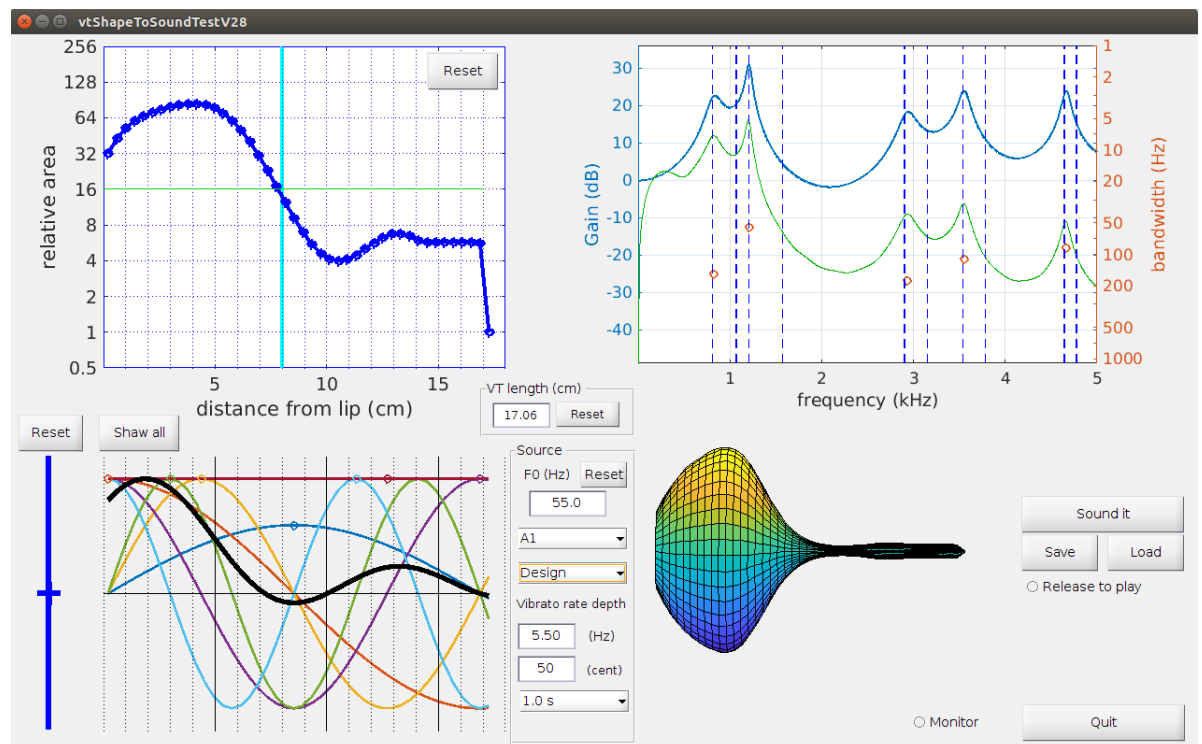 vtShapeToSoundTestV28
256
128
64
32
16
8
4
2
1
0.5
relative area
Reset
5 10 15
distance from lip (cm)
30
20
10
0
-10
-20
-30
-40
Gain (dB)
1
2
5
10
20
50
100
200
500
1000
bandwidth (Hz)
1 2 3 4 5
frequency (kHz)
VT length (cm)
17.06 Reset
Reset
Shaw all
Source
F0 (Hz) Reset
55.0
A1
Design
Vibrato rate depth
5.50 (Hz)
50 (cent)
1.0 s
Sound it
Save Load
Release to play
Monitor
Quit